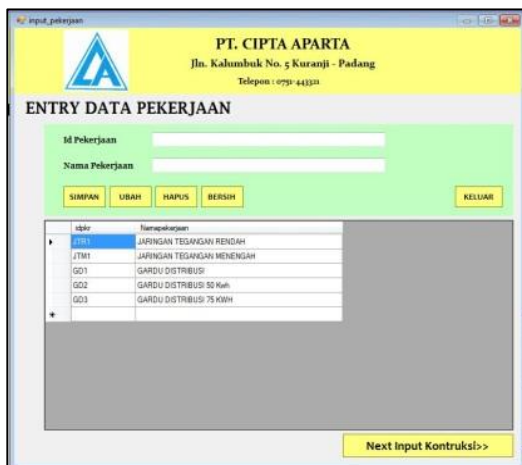 input_pekerjaan
PT. CIPTA APARTA
Jln. Kalumbuk No. 5 Kuranji - Padang
Telepon : 0751-443311
CA
ENTRY DATA PEKERJAAN
Id Pekerjaan
Nama Pekerjaan
SIMPAN UBAH HAPUS BERSIH KELUAR
idpkr Namapekerjaan
JTR1 JARINGAN TEGANGAN RENDAH
JTM1 JARINGAN TEGANGAN MENENGAH
GD1 GARDU DISTRIBUSI
GD2 GARDU DISTRIBUSI 50 Kwh
GD3 GARDU DISTRIBUSI 75 KWH
Next Input Kontruksi>>